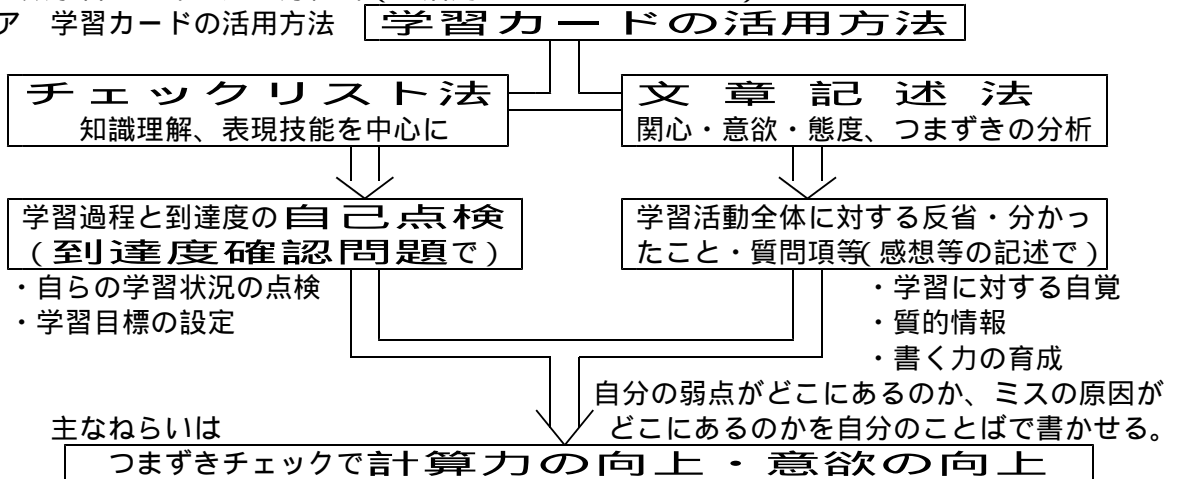 ア 学習カードの活用方法
学習カードの活用方法
チェックリスト法
知識理解、表現技能を中心に
文章記述法
関心・意欲・態度、つまずきの分析
学習過程と到達度の自己点検
(到達度確認問題で)
・自らの学習状況の点検
・学習目標の設定
学習活動全体に対する反省・分かっ
たこと・質問項等(感想等の記述で)
・学習に対する自覚
・質的情報
・書く力の育成
自分の弱点がどこにあるのか、ミスの原因が
どこにあるのかを自分のことばで書かせる。
主なねらいは
つまずきチェックで計算力の向上・意欲の向上